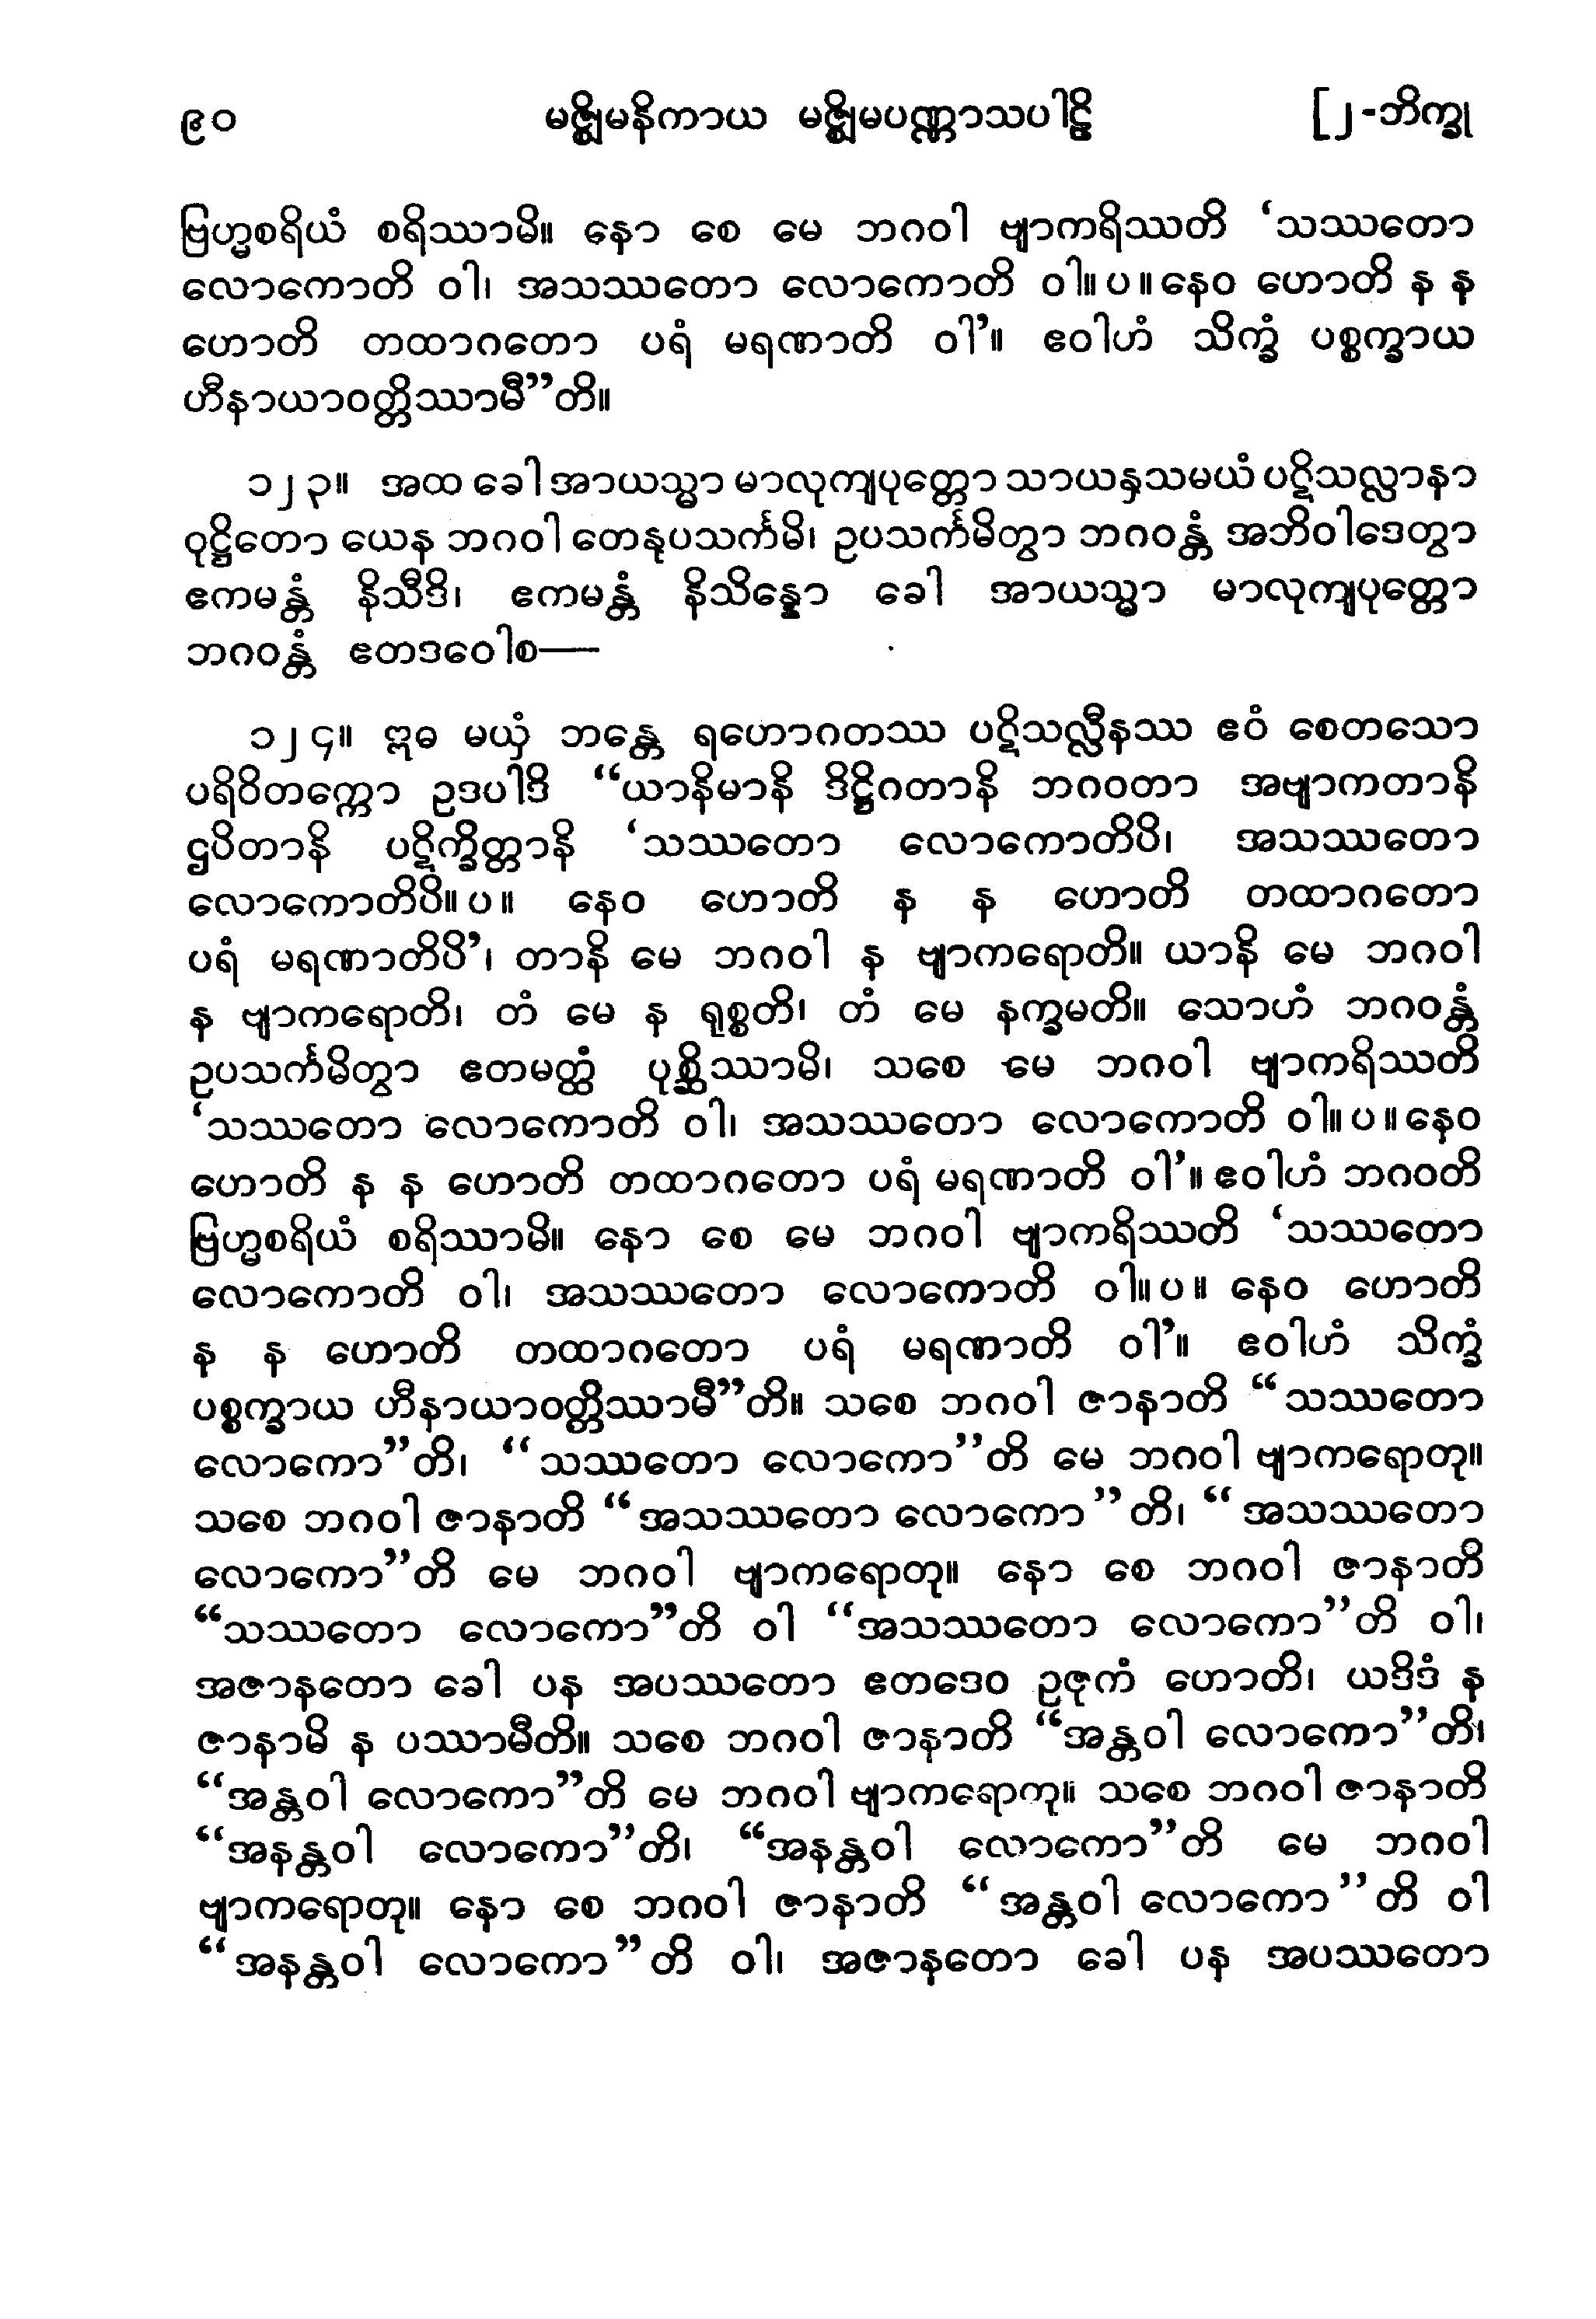 ၉၀ မဇ္ဈိမနိကာယ မဇ္ဈိမပဏ္ဏာသပါဠိ [၂-ဘိက္ခု
ဗြဟ္မစရိယံ စရိဿာမိ။ နော စေ မေ ဘဂဝါ ဗျာကရိဿတိ ‘သဿတော
လောကောတိ ဝါ၊ အသဿတော လောကောတိ ဝါ။ ပ ။ နေဝ ဟောတိ န န
ဟောတိ တထာဂတော ပရံ မရဏာတိ ဝါ’။ ဧဝါဟံ သိက္ခံ ပစ္စက္ခာယ
ဟီနာယာဝတ္တိဿာမီ”တိ။
၁၂၃။ အထ ခေါ အာယသ္မာ မာလုကျပုတ္တော သာယနှသမယံ ပဋိသလ္လာနာ
ဝုဋ္ဌိတော ယေန ဘဂဝါ တေနုပသင်္ကမိ၊ ဥပသင်္ကမိတွာ ဘဂဝန္တံ အဘိဝါဒေတွာ
ဧကမန္တံ နိသီဒိ၊ ဧကမန္တံ နိသိန္နော ခေါ အာယသ္မာ မာလုကျပုတ္တော
ဘဂဝန္တံ ဧတဒဝေါစ—
၁၂၄။ ဣဓ မယှံ ဘန္တေ ရဟောဂတဿ ပဋိသလ္လီနဿ ဧဝံ စေတသော
ပရိဝိတက္ကော ဥဒပါဒိ “ယာနိမာနိ ဒိဋ္ဌိဂတာနိ ဘဂဝတာ အဗျာကတာနိ
ဌပိတာနိ ပဋိက္ခိတ္တာနိ ‘သဿတော လောကောတိပိ၊ အသဿတော
လောကောတိပိ။ ပ ။ နေဝ ဟောတိ န န ဟောတိ တထာဂတော
ပရံ မရဏာတိပိ’၊ တာနိ မေ ဘဂဝါ န ဗျာကရောတိ။ ယာနိ မေ ဘဂဝါ
န ဗျာကရောတိ၊ တံ မေ န ရုစ္စတိ၊ တံ မေ နက္ခမတိ။ သောဟံ ဘဂဝန္တံ
ဥပသင်္ကမိတွာ ဧတမတ္ထံ ပုစ္ဆိဿာမိ၊ သစေ မေ ဘဂဝါ ဗျာကရိဿတိ
‘သဿတော လောကောတိ ဝါ၊ အသဿတော လောကောတိ ဝါ။ ပ ။ နေဝ
ဟောတိ န န ဟောတိ တထာဂတော ပရံ မရဏာတိ ဝါ’။ ဧဝါဟံ ဘဂဝတိ
ဗြဟ္မစရိယံ စရိဿာမိ။ နော စေ မေ ဘဂဝါ ဗျာကရိဿတိ ‘သဿတော
လောကောတိ ဝါ၊ အသဿတော လောကောတိ ဝါ။ ပ ။ နေဝ ဟောတိ
န န ဟောတိ တထာဂတော ပရံ မရဏာတိ ဝါ’။ ဧဝါဟံ သိက္ခံ
ပစ္စက္ခာယ ဟီနာယာဝတ္တိဿာမီ”တိ။ သစေ ဘဂဝါ ဇာနာတိ “သဿတော
လောကော”တိ၊ “သဿတော လောကော”တိ မေ ဘဂဝါ ဗျာကရောတု။
သစေ ဘဂဝါ ဇာနာတိ “အသဿတော လောကော”တိ၊ “အသဿတော
လောကော”တိ မေ ဘဂဝါ ဗျာကရောတု။ နော စေ ဘဂဝါ ဇာနာတိ
“သဿတော လောကော”တိ ဝါ “အသဿတော လောကော”တိ ဝါ၊
အဇာနတော ခေါ ပန အပဿတော ဧတဒေဝ ဥဇုကံ ဟောတိ၊ ယဒိဒံ န
ဇာနာမိ န ပဿာမီတိ။ သစေ ဘဂဝါ ဇာနာတိ “အန္တဝါ လောကော”တိ၊
“အန္တဝါ လောကော”တိ မေ ဘဂဝါ ဗျာကရောတု။ သစေ ဘဂဝါ ဇာနာတိ
“အနန္တဝါ လောကော”တိ၊ “အနန္တဝါ လောကော”တိ မေ ဘဂဝါ
ဗျာကရောတု။ နော စေ ဘဂဝါ ဇာနာတိ “အန္တဝါ လောကော”တိ ဝါ
“အနန္တဝါ လောကော”တိ ဝါ၊ အဇာနတော ခေါ ပန အပဿတော